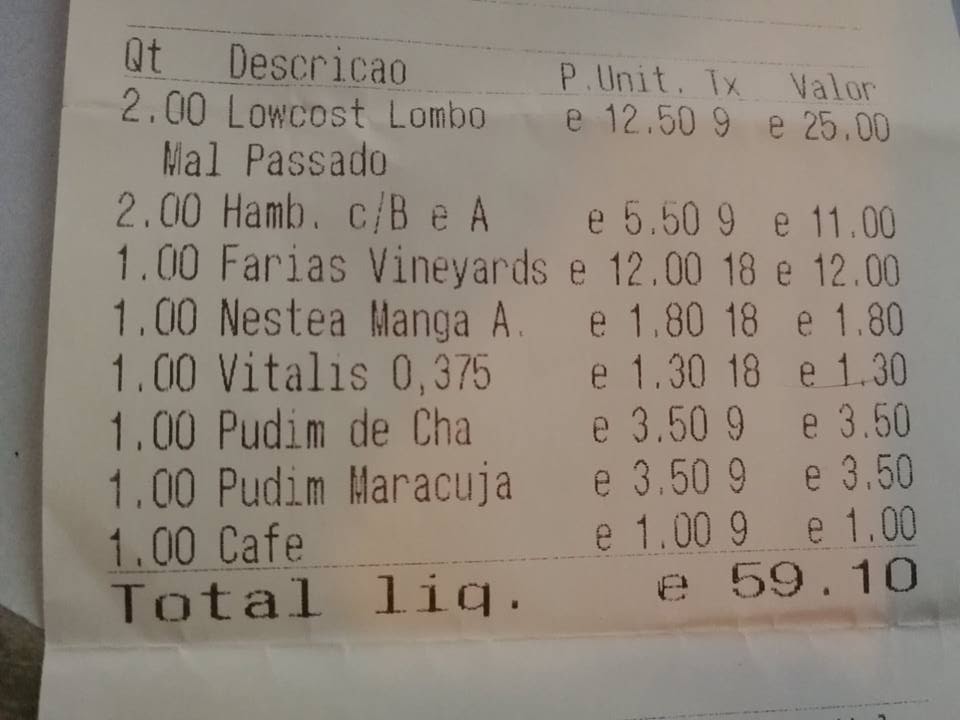 Qt Descricao P.Unit. Tx Valor
2.00 Lowcost Lombo e 12.50 9 e 25.00
Mal Passado
2.00 Hamb. c/B e A e 5.50 9 e 11.00
1.00 Farias Vineyards e 12.00 18 e 12.00
1.00 Nestea Manga A. e 1.80 18 e 1.80
1.00 Vitalis 0,375 e 1.30 18 e 1.30
1.00 Pudim de Cha e 3.50 9 e 3.50
1.00 Pudim Maracuja e 3.50 9 e 3.50
1.00 Cafe e 1.00 9 e 1.00
Total liq. e 59.10